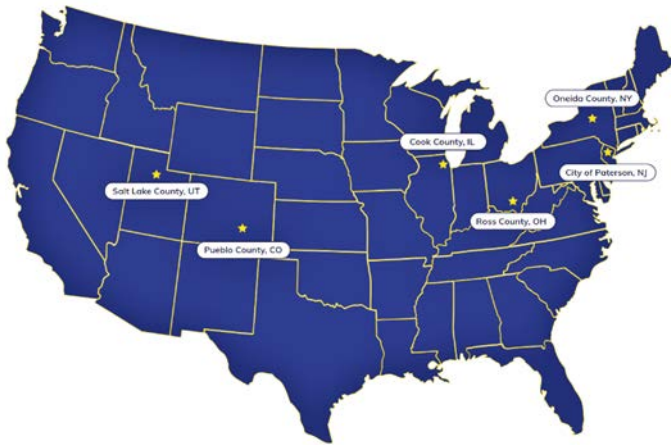 Oneida County, NY
Cook County, IL
City of Paterson, NJ
Salt Lake County, UT
Ross County, OH
Pueblo County, CO